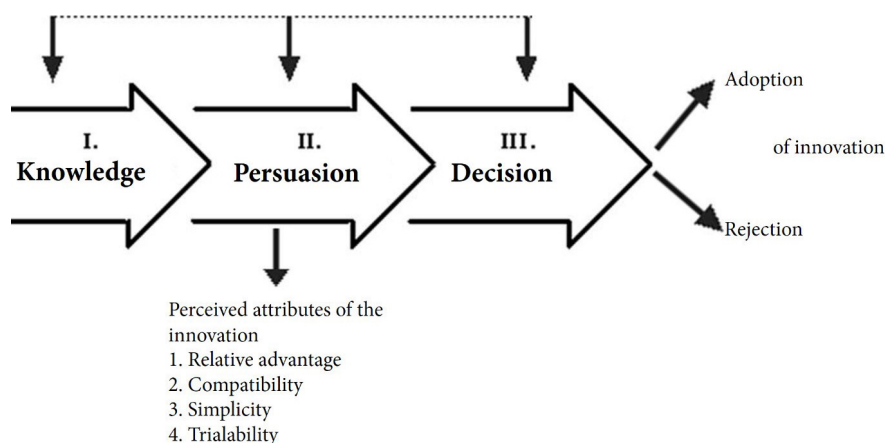 I.
Knowledge
II.
Persuasion
III.
Decision
Adoption
of innovation
Rejection
Perceived attributes of the
innovation
1. Relative advantage
2. Compatibility
3. Simplicity
4. Trialability